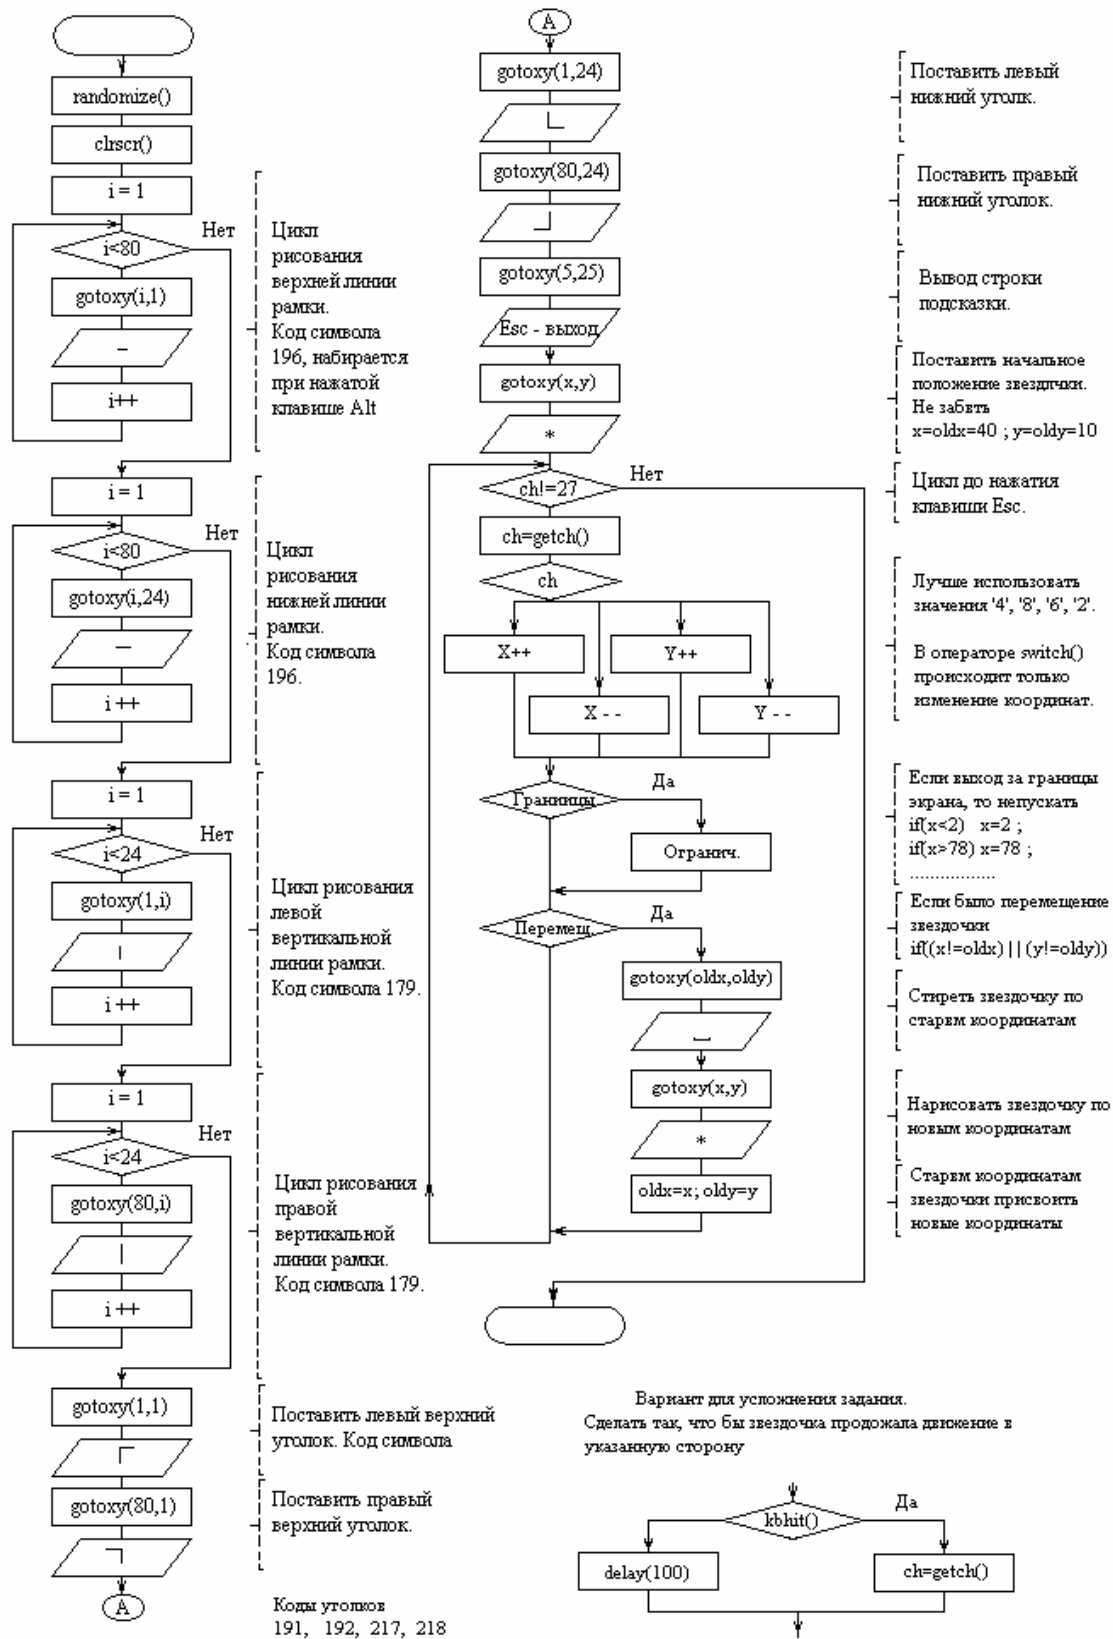 randomize()
clrscr()
i = 1
i<80
Нет
gotoxy(i,1)
–
i++
Цикл
рисования
верхней линии
рамки.
Код символа
196, набирается
при нажатой
клавише Alt
i = 1
i<80
Нет
gotoxy(i,24)
—
i ++
Цикл
рисования
нижней линии
рамки.
Код символа
196.
i = 1
i<24
Нет
gotoxy(1,i)
|
i ++
Цикл рисования
левой
вертикальной
линии рамки.
Код символа 179.
i = 1
i<24
Нет
gotoxy(80,i)
|
i ++
Цикл рисования
правой
вертикальной
линии рамки.
Код символа 179.
gotoxy(1,1)
┌
Поставить левый верхний
уголок. Код символа
gotoxy(80,1)
┐
Поставить правый
верхний уголок.
A
Коды уголков
191, 192, 217, 218
A
gotoxy(1,24)
└
Поставить левый
нижний уголк.
gotoxy(80,24)
┘
Поставить правый
нижний уголок.
gotoxy(5,25)
Esc - выход
Вывод строки
подсказки.
gotoxy(x,y)
*
Поставить начальное
положение звездпчки.
Не забвть
x=oldx=40 ; y=oldy=10
ch!=27
Нет
Цикл до нажатия
клавиши Esc.
ch=getch()
ch
Лучше использовать
значения '4', '8', '6', '2'.
В операторе switch()
происходит только
изменение координат.
X++
Y++
X - -
Y - -
Гранницы
Да
Огранич.
Если выход за границы
экрана, то непускать
if(x<2) x=2 ;
if(x>78) x=78 ;
.................
Перемещ.
Да
Если было перемещение
звездочки
if((x!=oldx) || (y!=oldy))
gotoxy(oldx,oldy)
⎵
Стиреть звездочку по
старвм координатам
gotoxy(x,y)
*
Нарисовать звездочку по
новым координатам
oldx=x; oldy=y
Старвм координатам
звездочки присвоить
новые координаты
Вариант для усложнения задания.
Сделать так, что бы звездочка продожала движение в
указанную сторону
kbhit()
Да
delay(100)
ch=getch()